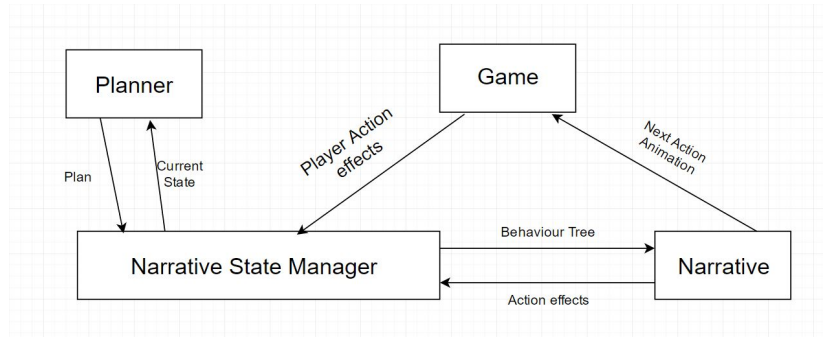 Planner
Game
Player Action
effects
Next Action
Animation
Plan
Current
State
Narrative State Manager
Behaviour Tree
Action effects
Narrative